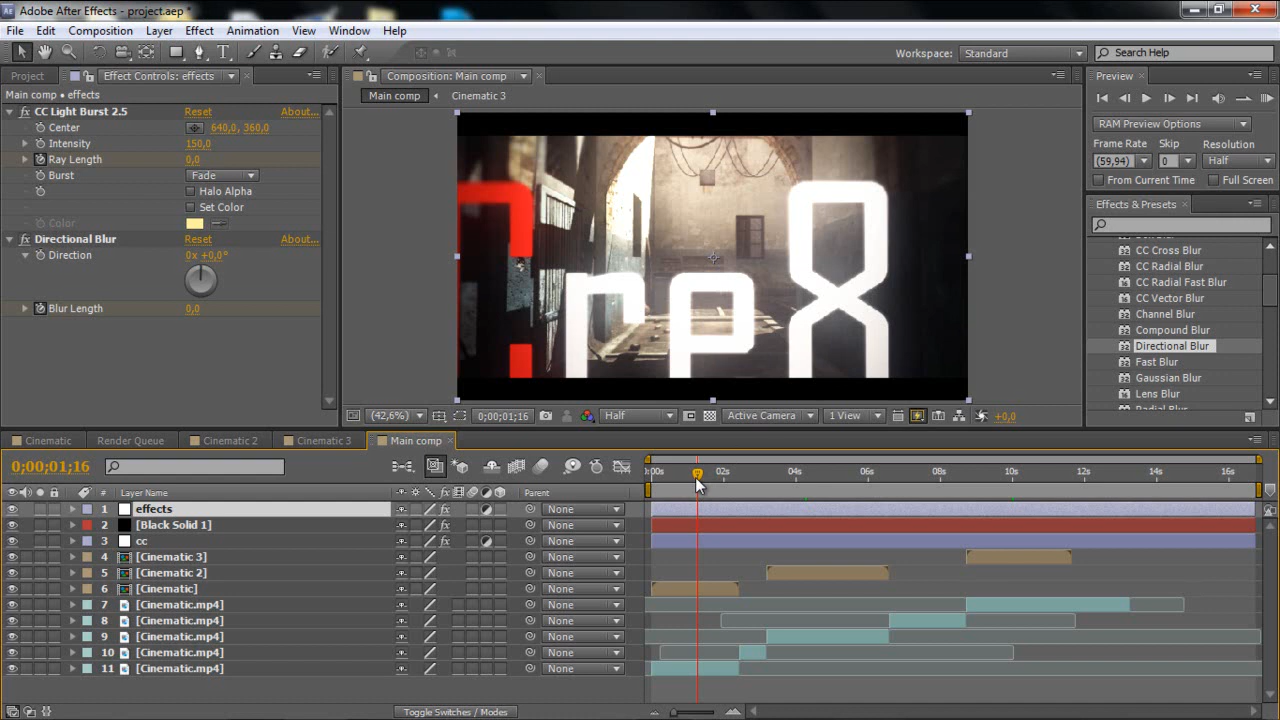 Adobe After Effects - project.aep *
File Edit Composition Layer Effect Animation View Window Help
Workspace: Standard Search Help
Project Effect Controls: effects
Main comp • effects
CC Light Burst 2.5 Reset About...
Center 640,0, 360,0
Intensity 150,0
Ray Length 0,0
Burst Fade
Halo Alpha
Set Color
Color
Directional Blur Reset About...
Direction 0x +0,0°
Blur Length 0,0
Composition: Main comp
Main comp Cinematic 3
rp8
(42,6%) 0;00;01;16 Half Active Camera 1 View +0,0
Preview
RAM Preview Options
Frame Rate Skip Resolution
(59,94) 0 Half
From Current Time Full Screen
Effects & Presets
CC Cross Blur
CC Radial Blur
CC Radial Fast Blur
CC Vector Blur
Channel Blur
Compound Blur
Directional Blur
Fast Blur
Gaussian Blur
Lens Blur
Cinematic Render Queue Cinematic 2 Cinematic 3 Main comp
0;00;01;16
02s 04s 06s 08s 10s 12s 14s 16s
# Layer Name Parent
1 effects None
2 [Black Solid 1] None
3 cc None
4 [Cinematic 3] None
5 [Cinematic 2] None
6 [Cinematic] None
7 [Cinematic.mp4] None
8 [Cinematic.mp4] None
9 [Cinematic.mp4] None
10 [Cinematic.mp4] None
11 [Cinematic.mp4] None
Toggle Switches / Modes